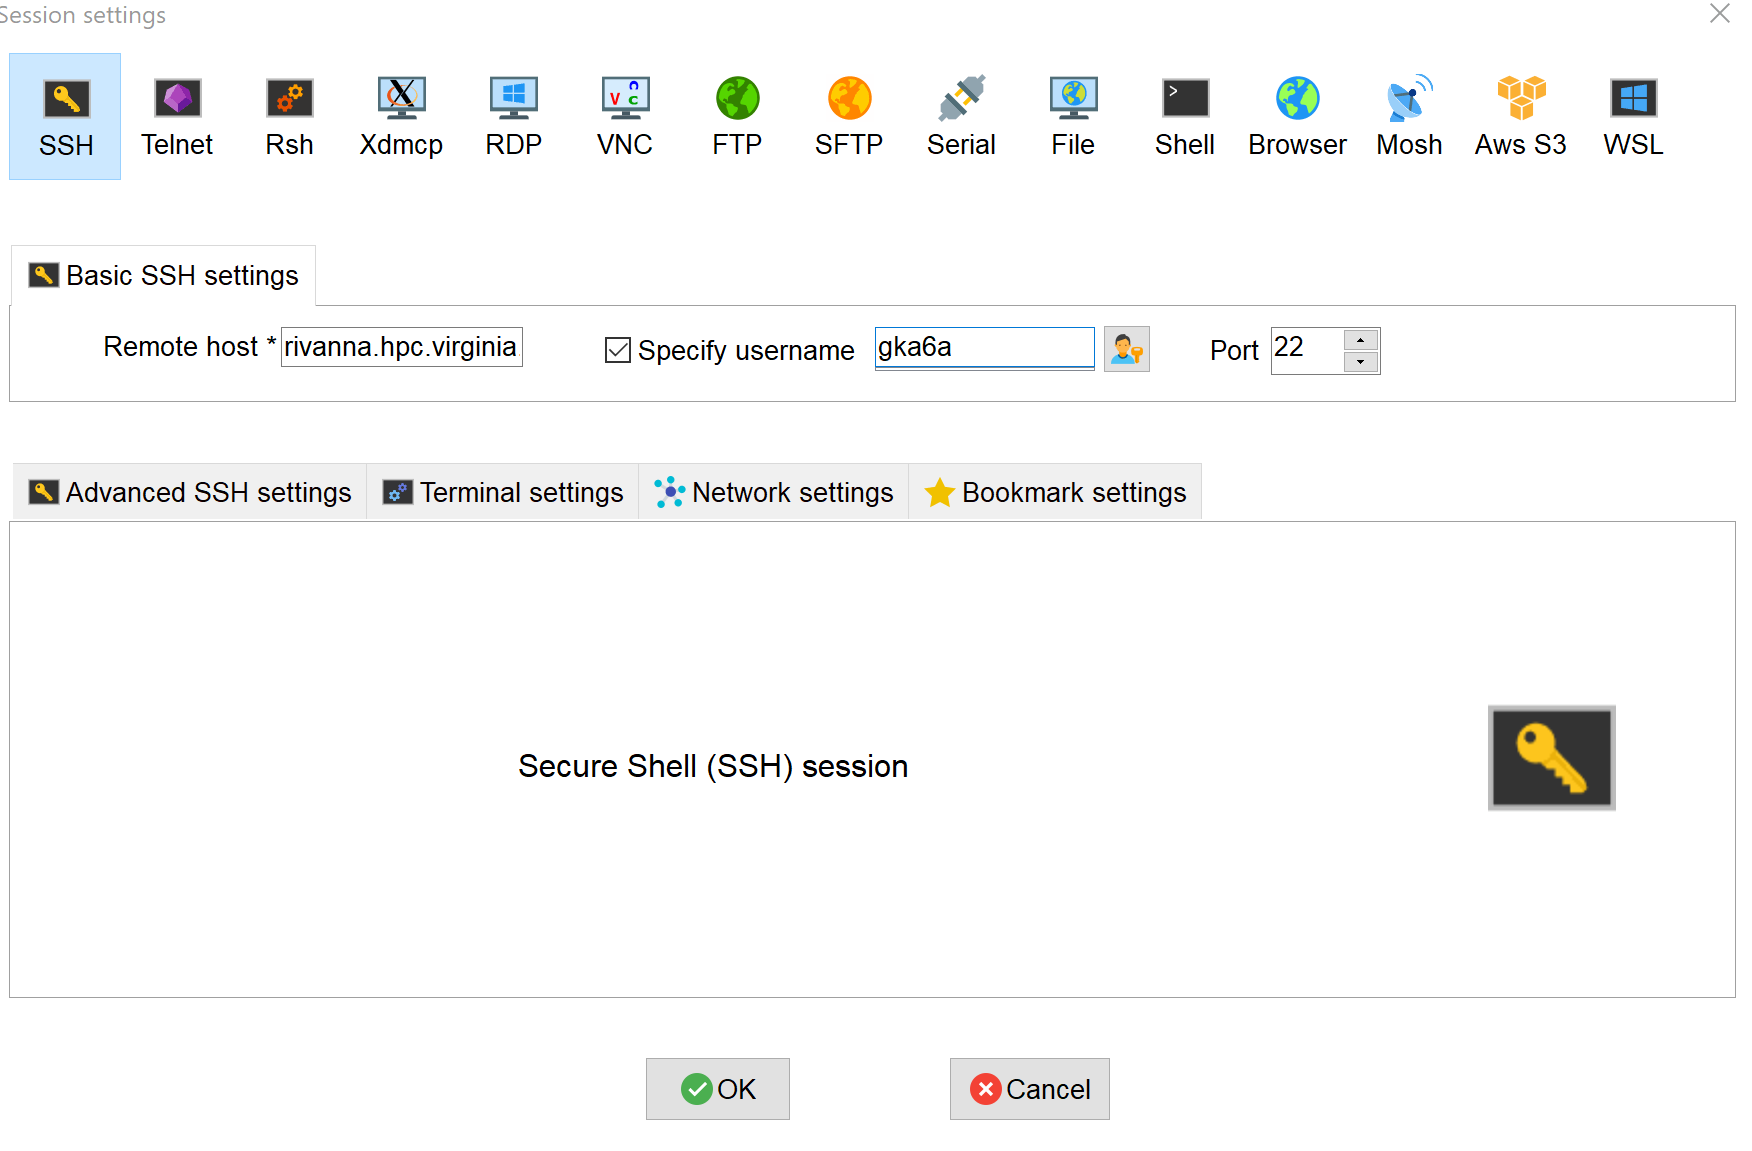 Session settings
SSH Telnet Rsh Xdmcp RDP VNC FTP SFTP Serial File Shell Browser Mosh Aws S3 WSL
Basic SSH settings
Remote host * rivanna.hpc.virginia. Specify username gka6a Port 22
Advanced SSH settings Terminal settings Network settings Bookmark settings
Secure Shell (SSH) session
OK Cancel